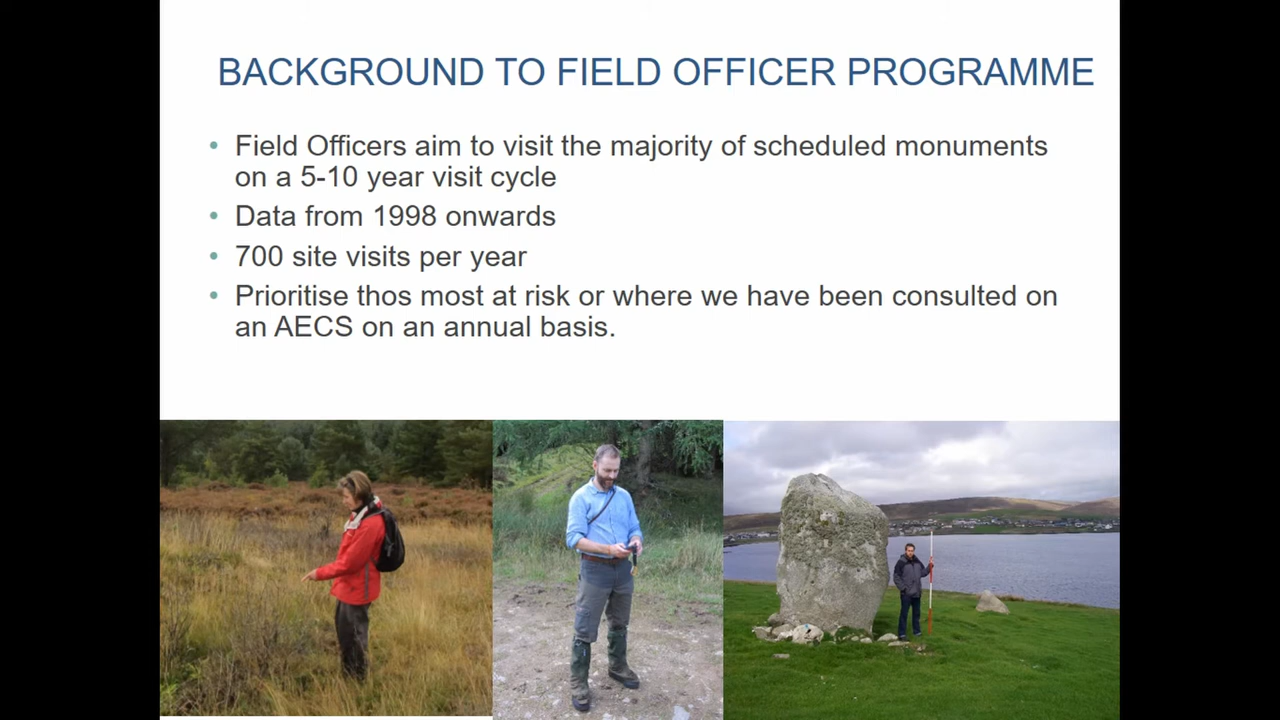 BACKGROUND TO FIELD OFFICER PROGRAMME
• Field Officers aim to visit the majority of scheduled monuments
on a 5-10 year visit cycle
• Data from 1998 onwards
• 700 site visits per year
• Prioritise thos most at risk or where we have been consulted on
an AECS on an annual basis.